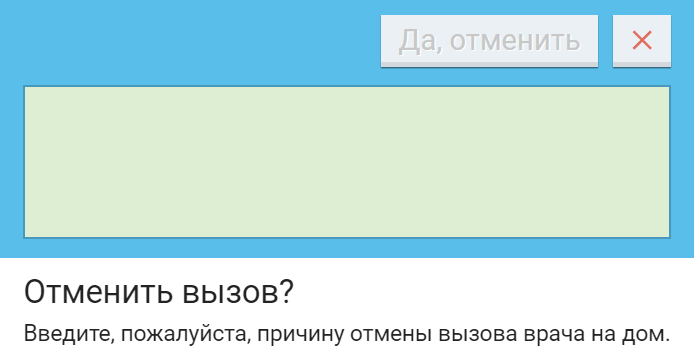 Да, отменить
Отменить вызов?
Введите, пожалуйста, причину отмены вызова врача на дом.